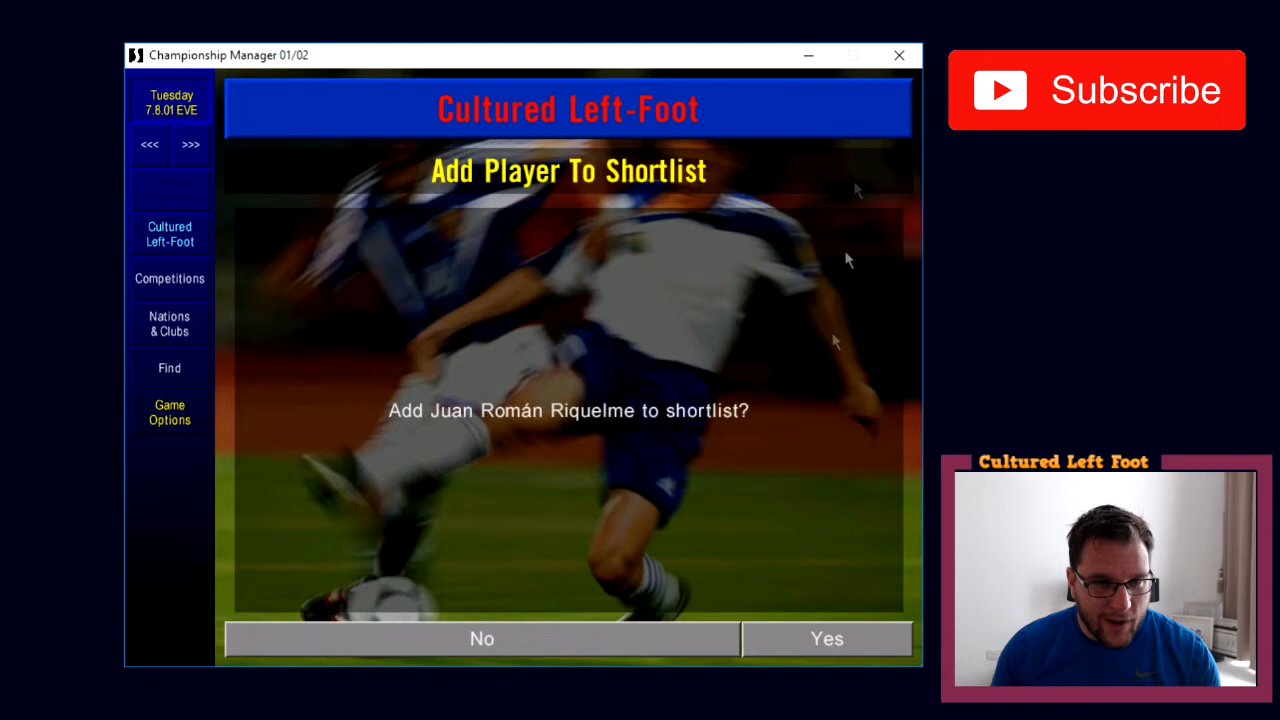 Championship Manager 01/02
Subscribe
Tuesday
7.8.01 EVE
<<<
>>>
Cultured Left-Foot
Add Player To Shortlist
Cultured
Left-Foot
Competitions
Nations
& Clubs
Find
Game
Options
Add Juan Román Riquelme to shortlist?
No
Yes
Cultured Left Foot